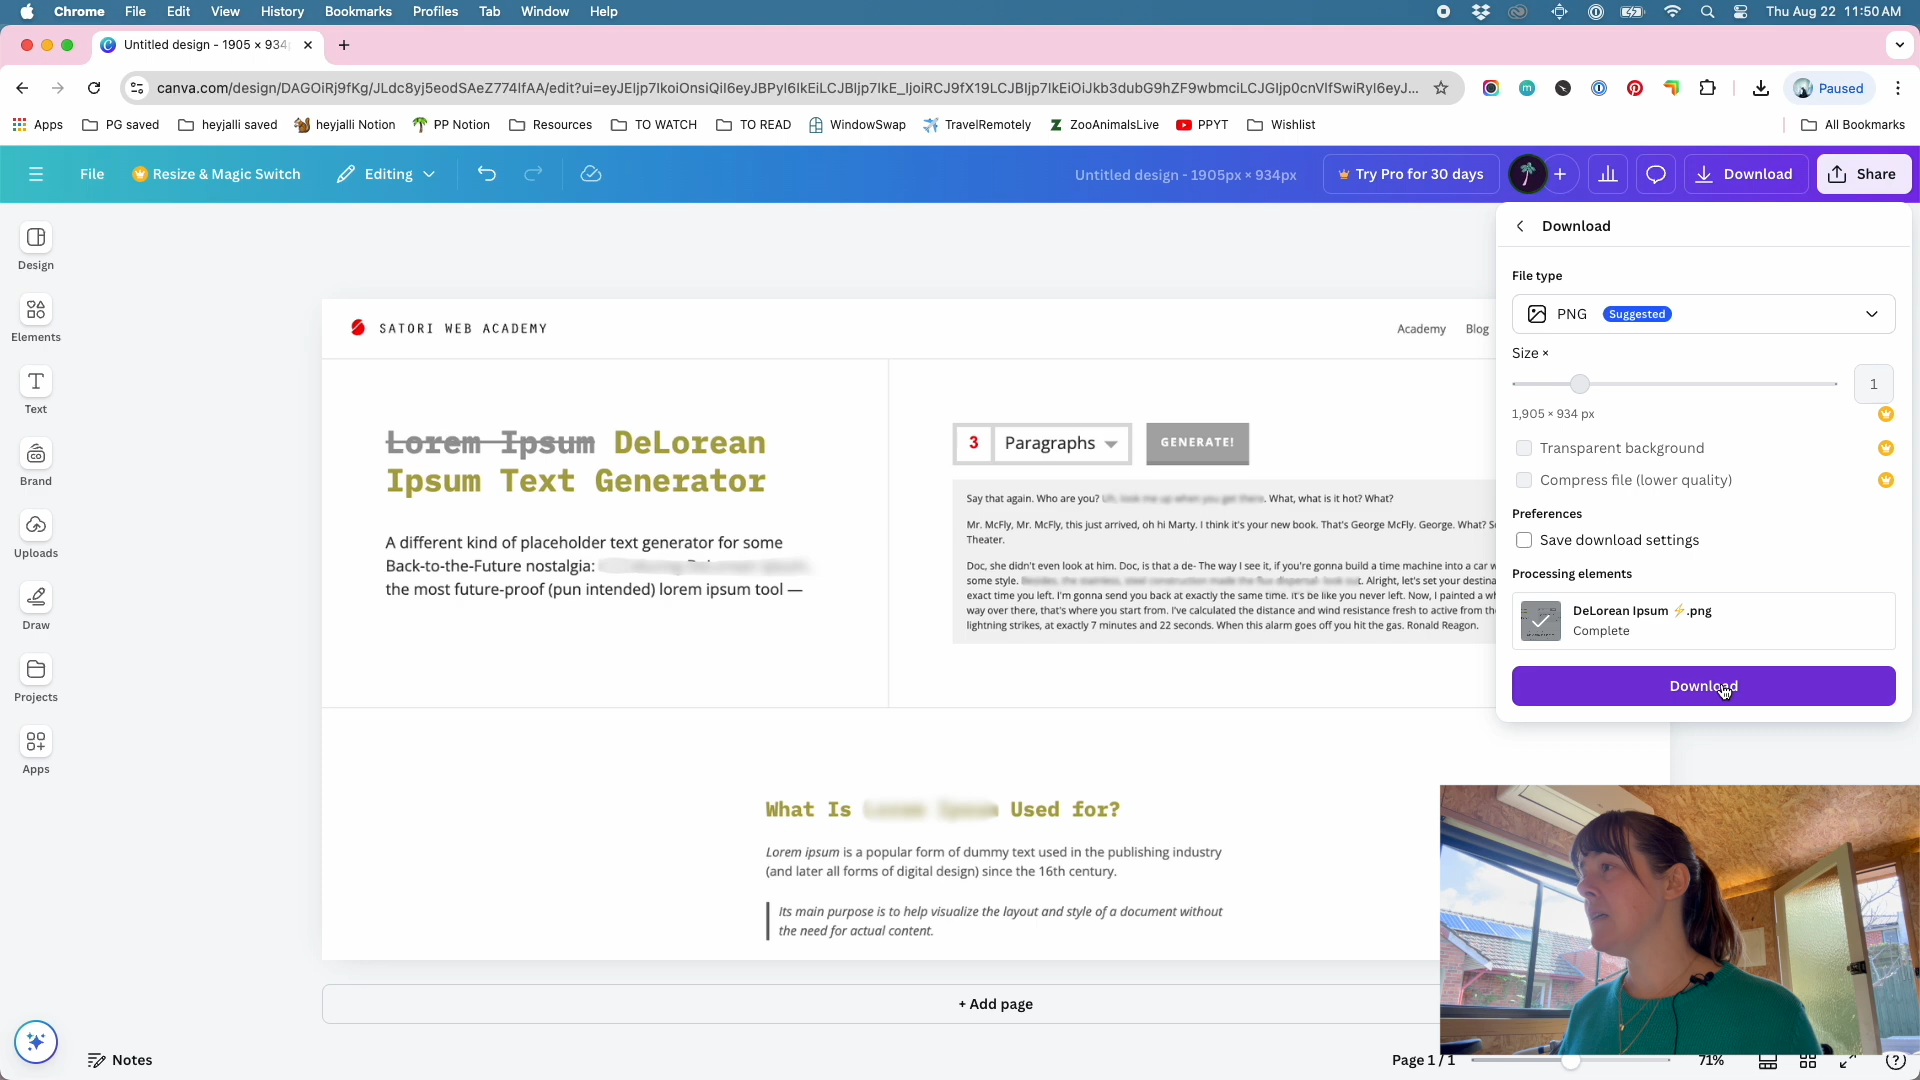 Chrome File Edit View History Bookmarks Profiles Tab Window Help
Thu Aug 22 11:50 AM
Untitled design - 1905 × 934
canva.com/design/DAGOiRj9fKg/JLdc8yj5eodSAeZ774IfAA/edit?ui=
Paused
Apps PG saved heyjalli saved heyjalli Notion PP Notion Resources TO WATCH TO READ WindowSwap TravelRemotely ZooAnimalsLive PPYT Wishlist All Bookmarks
File Resize & Magic Switch Editing Untitled design - 1905px × 934px Try Pro for 30 days Download Share
Design
Elements
Text
Brand
Uploads
Draw
Projects
Apps
SATORI WEB ACADEMY
Academy Blog
Lorem Ipsum DeLorean
Ipsum Text Generator
A different kind of placeholder text generator for some
Back-to-the-Future nostalgia:
the most future-proof (pun intended) lorem ipsum tool —
3 Paragraphs GENERATE!
Say that again. Who are you? Uh, look me up when you get there. What, what is it hot? What?
Mr. McFly, Mr. McFly, this just arrived, oh hi Marty. I think it's your new book. That's George McFly. George. What?
Theater.
Doc, she didn't even look at him. Doc, is that a de- The way I see it, if you're gonna build a time machine into a car
some style. Alright, let's set your
exact time you left. I'm gonna send you back at exactly the same time. It's be like you never left. Now, I painted a
way over there, that's where you start from. I've calculated the distance and wind resistance fresh to active from
lightning strikes, at exactly 7 minutes and 22 seconds. When this alarm goes off you hit the gas. Ronald Reagon.
What Is Used for?
Lorem ipsum is a popular form of dummy text used in the publishing industry
(and later all forms of digital design) since the 16th century.
Its main purpose is to help visualize the layout and style of a document without
the need for actual content.
+ Add page
Notes
Page 1 / 1
71%
Download
File type
PNG Suggested
Size ×
1
1,905 × 934 px
Transparent background
Compress file (lower quality)
Preferences
Save download settings
Processing elements
DeLorean Ipsum ⚡.png
Complete
Download